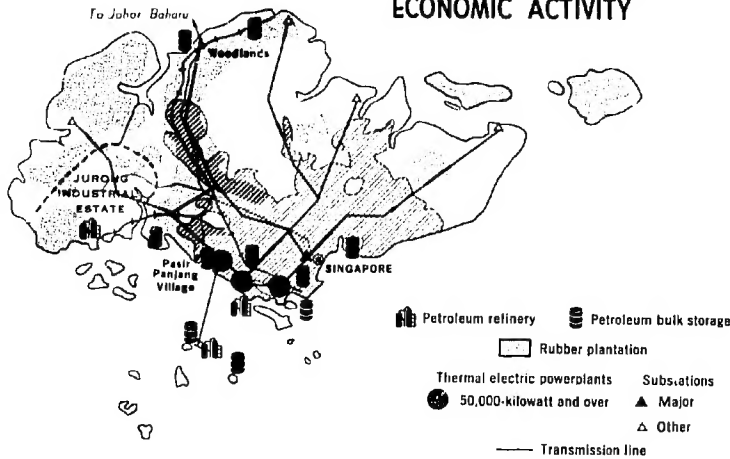 ECONOMIC ACTIVITY
To Johor Baharu
Woodlands
JURONG
INDUSTRIAL
ESTATE
Pasir
Panjang
Village
SINGAPORE
Petroleum refinery
Petroleum bulk storage
Rubber plantation
Thermal electric powerplants
Substations
50,000-kilowatt and over
Major
Other
Transmission line